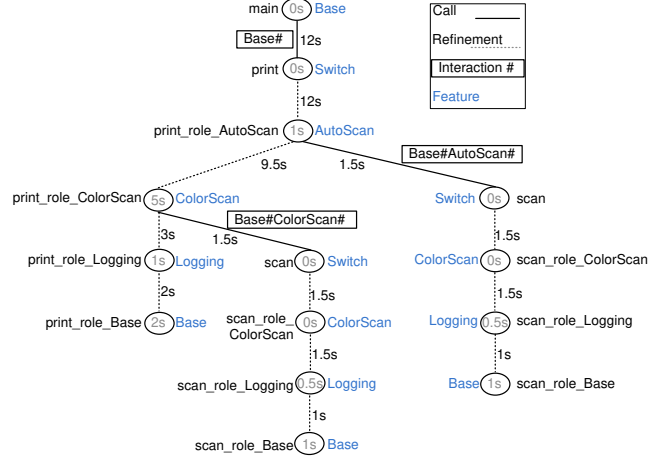 main 0s Base
Call
Base# 12s
Refinement
print 0s Switch
Interaction #
12s
Feature
print_role_AutoScan 1s AutoScan
Base#AutoScan#
9.5s 1.5s
print_role_ColorScan 5s ColorScan
Switch 0s scan
Base#ColorScan#
3s 1.5s
1.5s
print_role_Logging 1s Logging
scan 0s Switch
ColorScan 0s scan_role_ColorScan
2s 1.5s 1.5s
print_role_Base 2s Base
scan_role_
ColorScan
0s ColorScan
Logging 0.5s scan_role_Logging
1.5s 1s
scan_role_Logging 0.5s Logging
Base 1s scan_role_Base
1s
scan_role_Base 1s Base